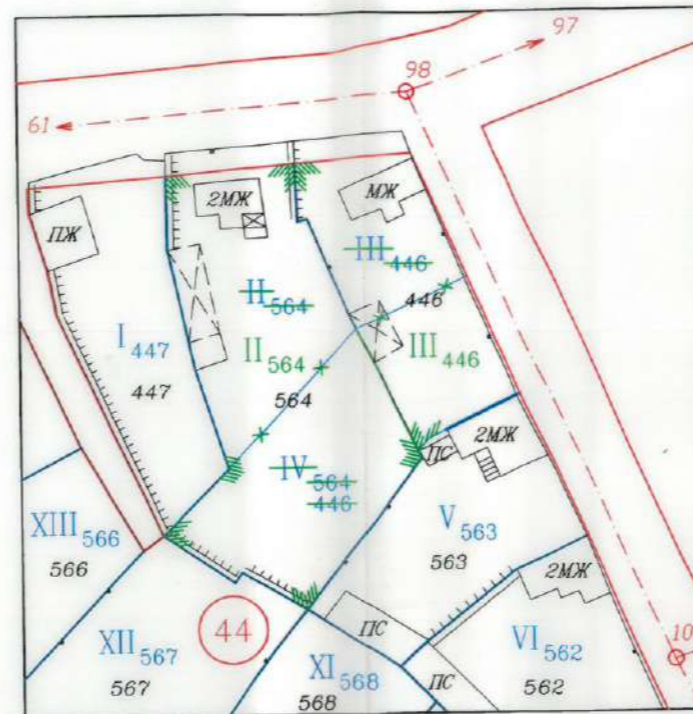 97
98
61
2МЖ
МЖ
ПЖ
III 446
II 564
446
I 447
II 564
III 446
447
564
2МЖ
ПС
IV 564
446
V 563
XIII 566
563
566
2МЖ
44
ПС
VI 562
10
XII 567
XI 568
ПС
567
568
562